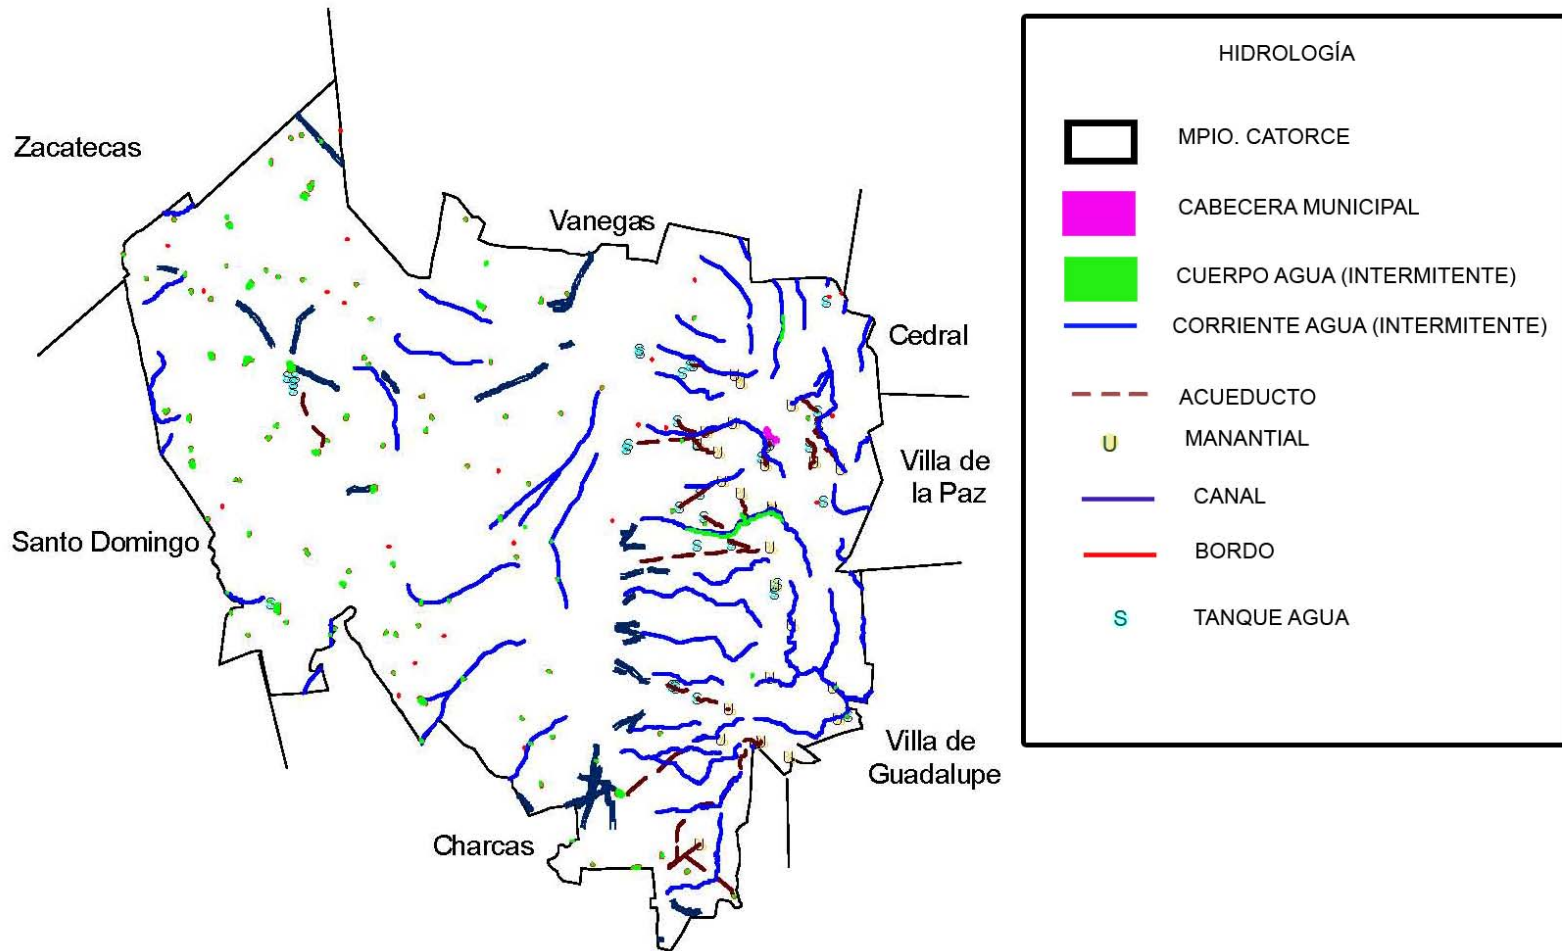 Zacatecas
Vanegas
Cedral
Villa de
la Paz
Santo Domingo
Villa de
Guadalupe
Charcas
HIDROLOGÍA
MPIO. CATORCE
CABECERA MUNICIPAL
CUERPO AGUA (INTERMITENTE)
CORRIENTE AGUA (INTERMITENTE)
ACUEDUCTO
U MANANTIAL
CANAL
BORDO
S TANQUE AGUA